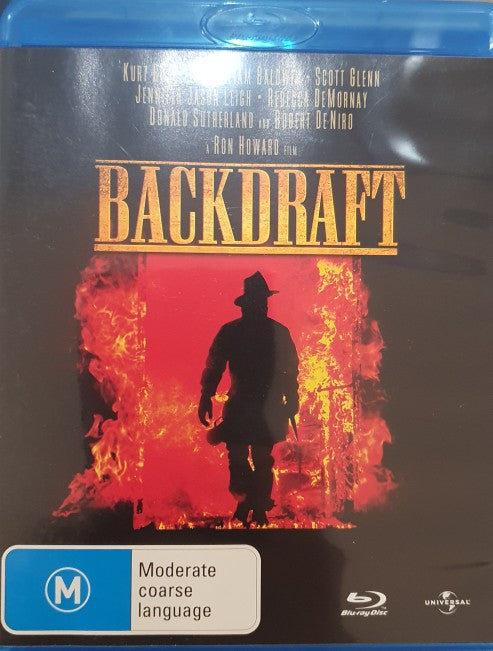 KURT · SCOTT GLENN
JENNIFER JASON LEIGH · REBECCA DEMORNAY
DONALD SUTHERLAND AND ROBERT DENIRO
A RON HOWARD FILM
BACKDRAFT
M
Moderate
coarse
language
Blu-ray Disc
UNIVERSAL